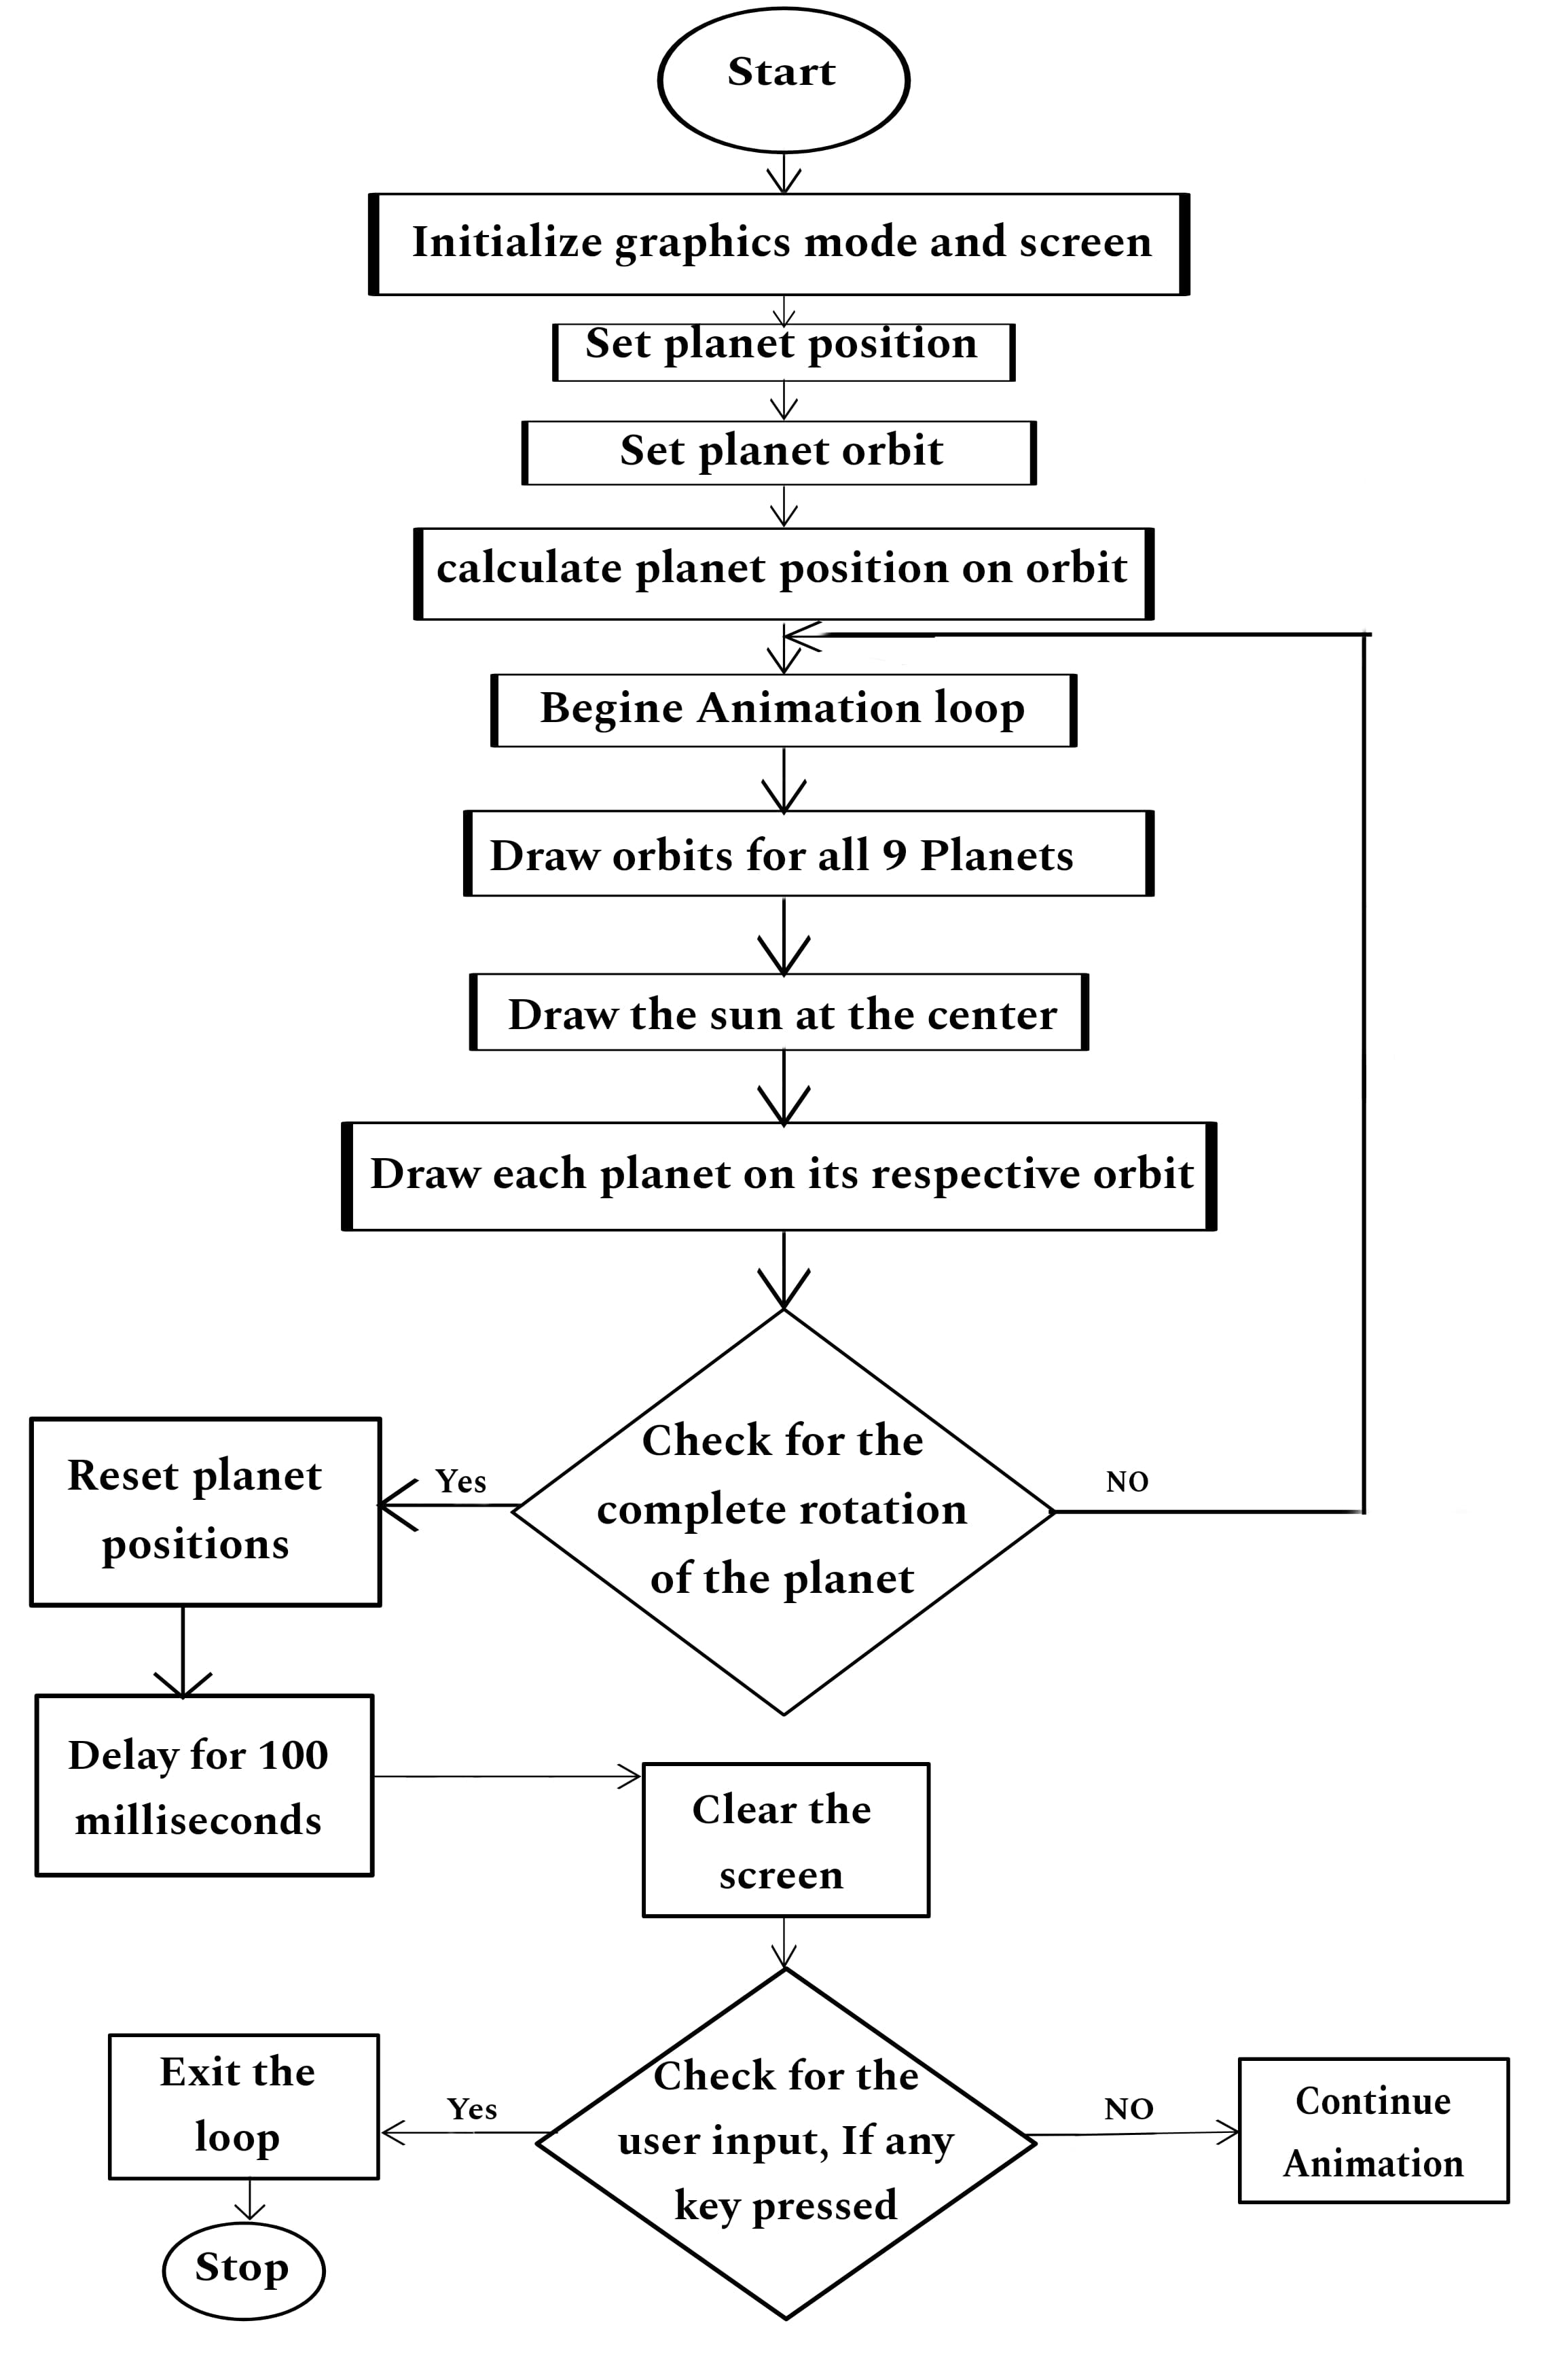 Start
Initialize graphics mode and screen
Set planet position
Set planet orbit
calculate planet position on orbit
Begine Animation loop
Draw orbits for all 9 Planets
Draw the sun at the center
Draw each planet on its respective orbit
Check for the
complete rotation
of the planet
Yes
NO
Reset planet
positions
Delay for 100
milliseconds
Clear the
screen
Check for the
user input, If any
key pressed
Yes
NO
Exit the
loop
Continue
Animation
Stop